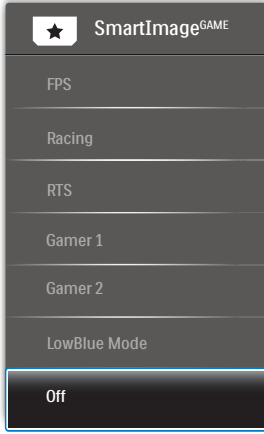 SmartImageGAME
FPS
Racing
RTS
Gamer 1
Gamer 2
LowBlue Mode
Off